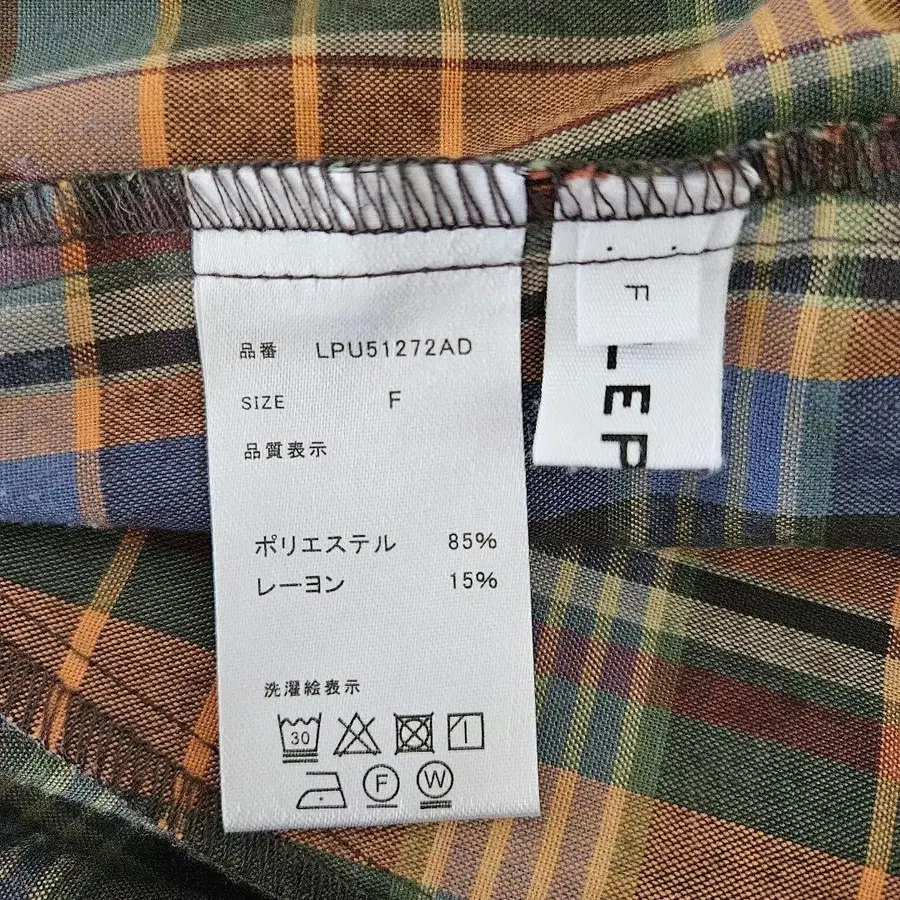 品番 LPU51272AD
SIZE F
品質表示
ポリエステル 85%
レーヨン 15%
洗濯絵表示
30
F W
F
LEP